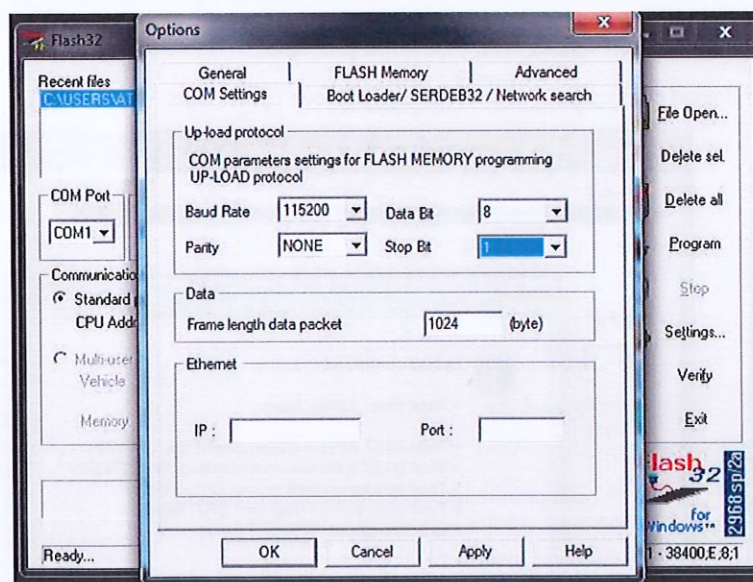 Flash32
Options
X
X
Recent files
C:\USERS\AT
COM Port
COM1
Communicatio
Standard
CPU Addr
Multi-user
Vehicle
Memory
Ready...
General
FLASH Memory
Advanced
COM Settings
Boot Loader/ SERDEB32 / Network search
Up-load protocol
COM parameters settings for FLASH MEMORY programming
UP-LOAD protocol
Baud Rate 115200 Data Bit 8
Parity NONE Stop Bit 1
Data
Frame length data packet 1024 (byte)
Ethernet
IP : Port :
OK Cancel Apply Help
File Open...
Delete sel.
Delete all
Program
Stop
Settings...
Verify
Exit
lash
32
for
Windows™
2968sp/2a
1 - 38400,E,8;1